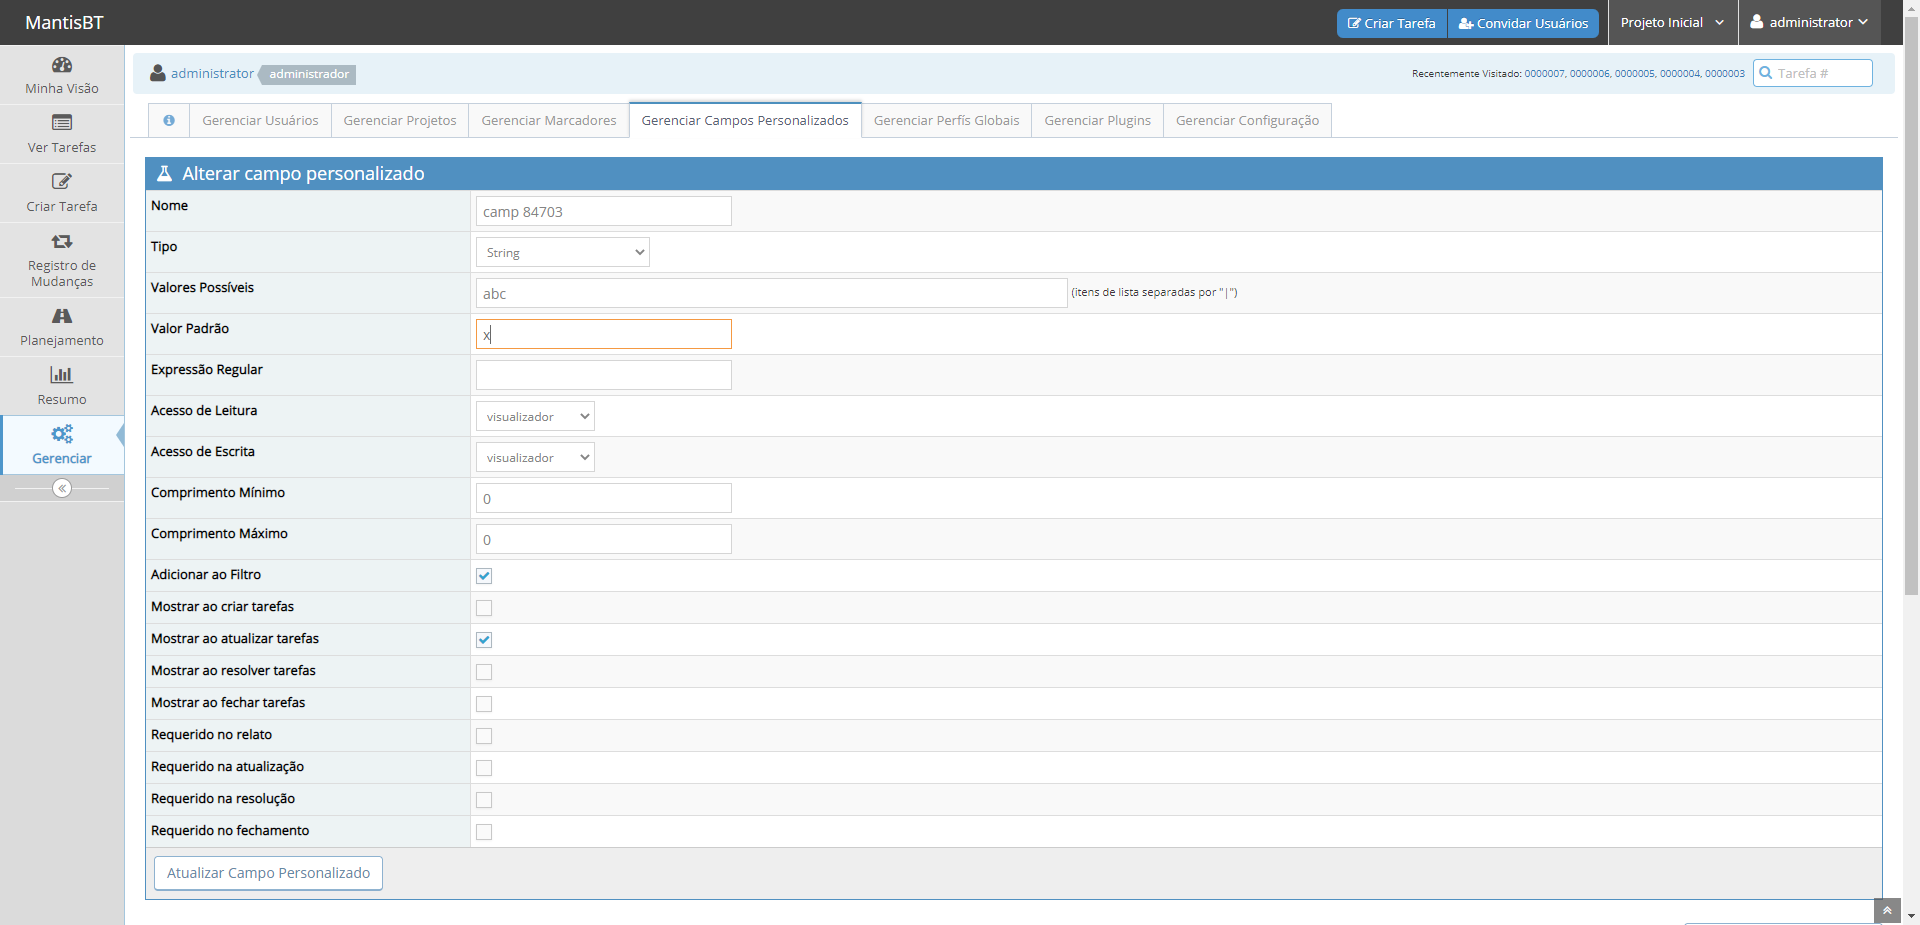 MantisBT
Criar Tarefa
Convidar Usuários
Projeto Inicial
administrator
administrator
administrador
Recentemente Visitado: 0000007, 0000006, 0000005, 0000004, 0000003
Tarefa #
Minha Visão
Ver Tarefas
Criar Tarefa
Registro de
Mudanças
Planejamento
Resumo
Gerenciar
Gerenciar Usuários
Gerenciar Projetos
Gerenciar Marcadores
Gerenciar Campos Personalizados
Gerenciar Perfís Globais
Gerenciar Plugins
Gerenciar Configuração
Alterar campo personalizado
Nome
camp 84703
Tipo
String
Valores Possíveis
abc
(itens de lista separadas por "|")
Valor Padrão
x
Expressão Regular
Acesso de Leitura
visualizador
Acesso de Escrita
visualizador
Comprimento Mínimo
0
Comprimento Máximo
0
Adicionar ao Filtro
Mostrar ao criar tarefas
Mostrar ao atualizar tarefas
Mostrar ao resolver tarefas
Mostrar ao fechar tarefas
Requerido no relato
Requerido na atualização
Requerido na resolução
Requerido no fechamento
Atualizar Campo Personalizado